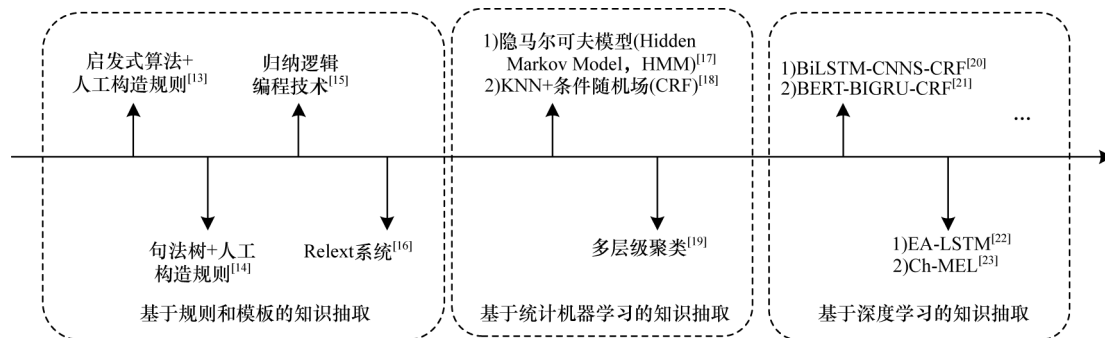 启发式算法+
人工构造规则[13]
归纳逻辑
编程技术[15]
句法树+人工
构造规则[14]
Relext系统[16]
基于规则和模板的知识抽取
1)隐马尔可夫模型(Hidden
Markov Model，HMM)[17]
2)KNN+条件随机场(CRF)[18]
多层级聚类[19]
基于统计机器学习的知识抽取
1)BiLSTM-CNNS-CRF[20]
2)BERT-BIGRU-CRF[21]
...
1)EA-LSTM[22]
2)Ch-MEL[23]
基于深度学习的知识抽取